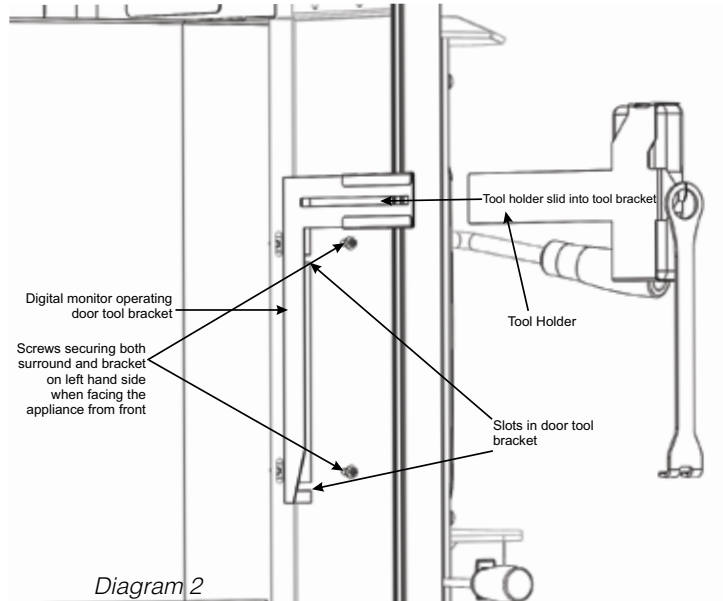 Tool holder slid into tool bracket
Digital monitor operating
door tool bracket
Tool Holder
Screws securing both
surround and bracket
on left hand side
when facing the
appliance from front
Slots in door tool
bracket
Diagram 2